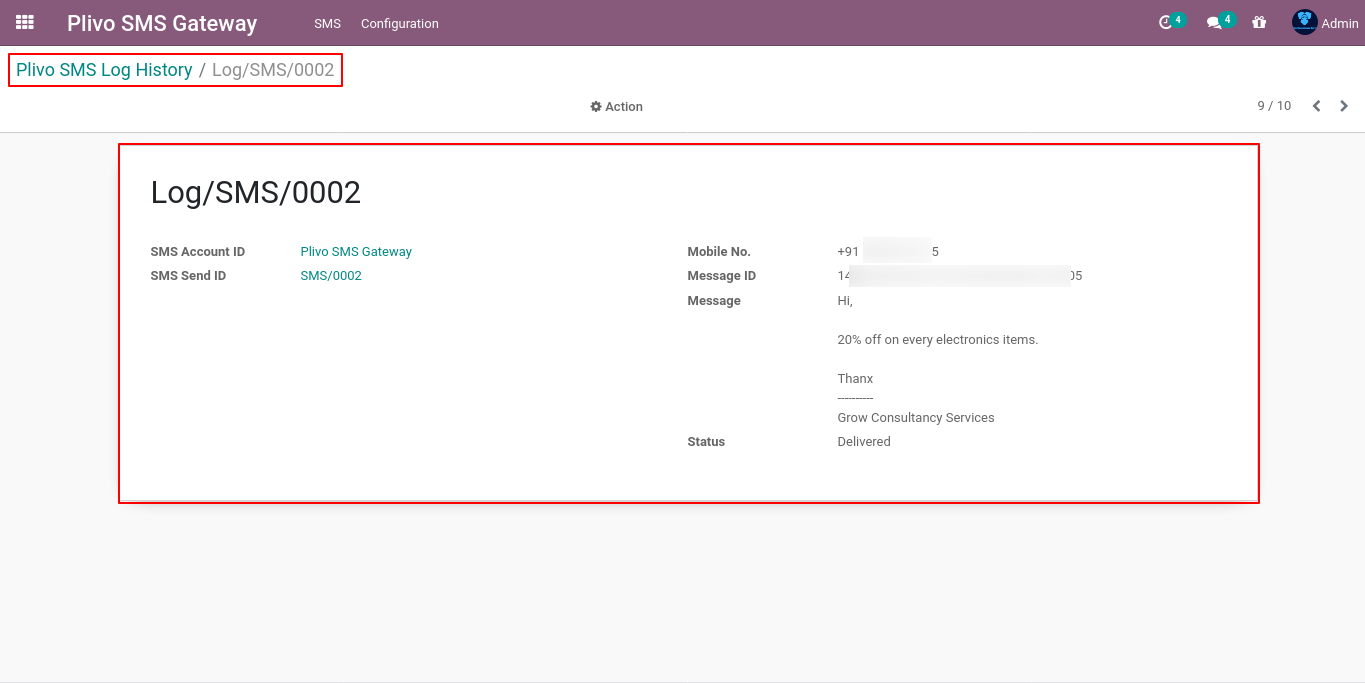 Plivo SMS Gateway SMS Configuration 4 4 Admin
Plivo SMS Log History / Log/SMS/0002
Action 9 / 10
Log/SMS/0002
SMS Account ID Plivo SMS Gateway
SMS Send ID SMS/0002
Mobile No. +91 5
Message ID 14 05
Message Hi,
20% off on every electronics items.
Thanx
----------
Grow Consultancy Services
Status Delivered